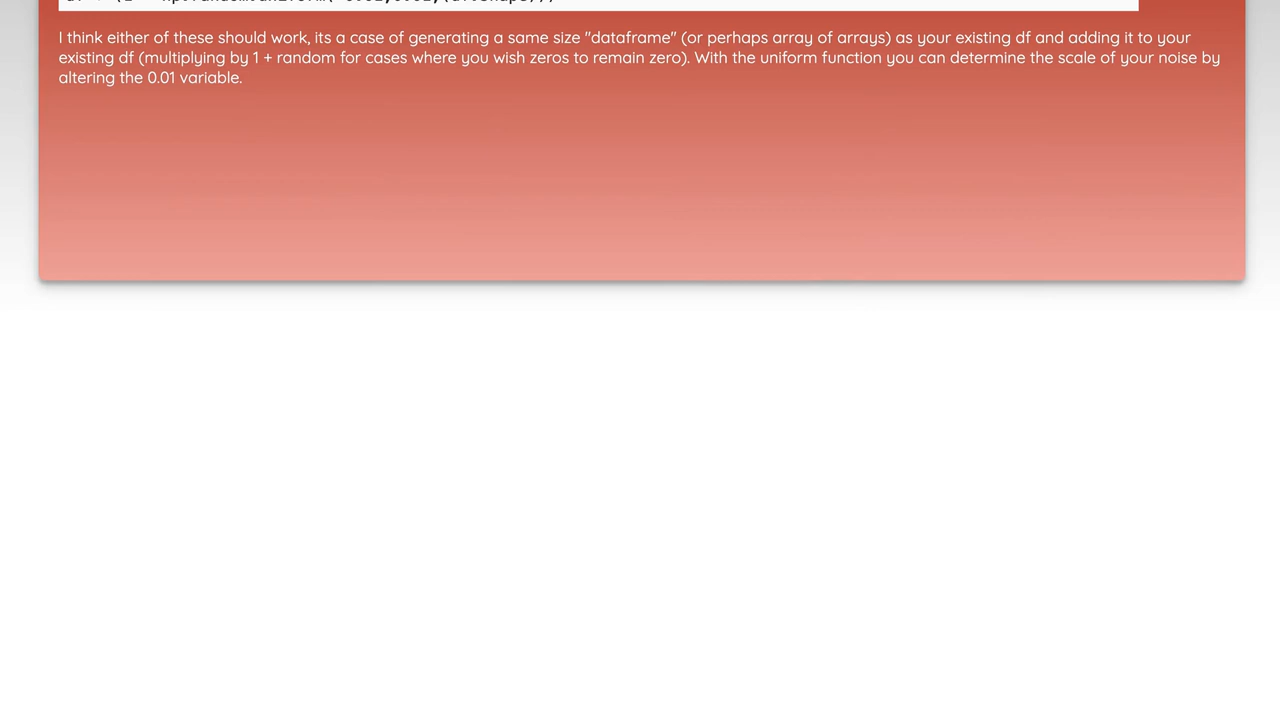 I think either of these should work, its a case of generating a same size "dataframe" (or perhaps array of arrays) as your existing df and adding it to your
existing df (multiplying by 1 + random for cases where you wish zeros to remain zero). With the uniform function you can determine the scale of your noise by
altering the 0.01 variable.